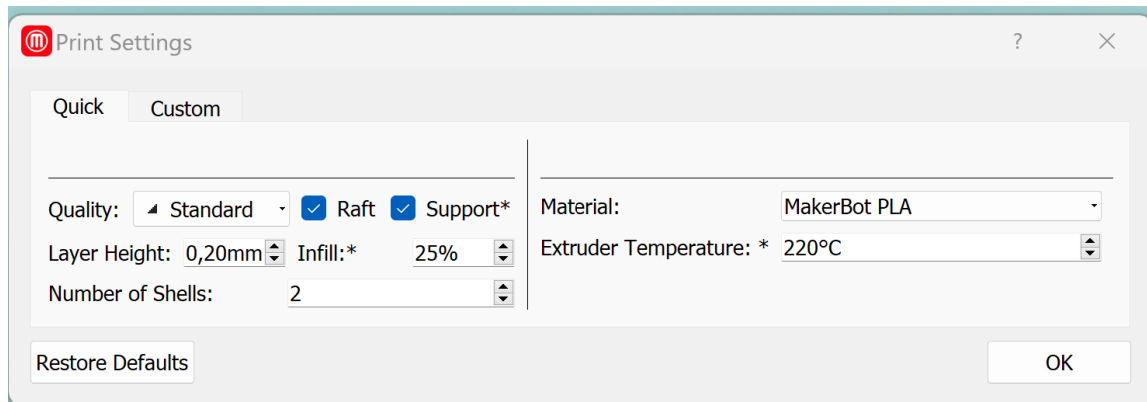 Print Settings
Quick Custom
Quality: Standard Raft Support*
Layer Height: 0,20mm Infill:* 25%
Number of Shells: 2
Material: MakerBot PLA
Extruder Temperature: * 220°C
Restore Defaults
OK